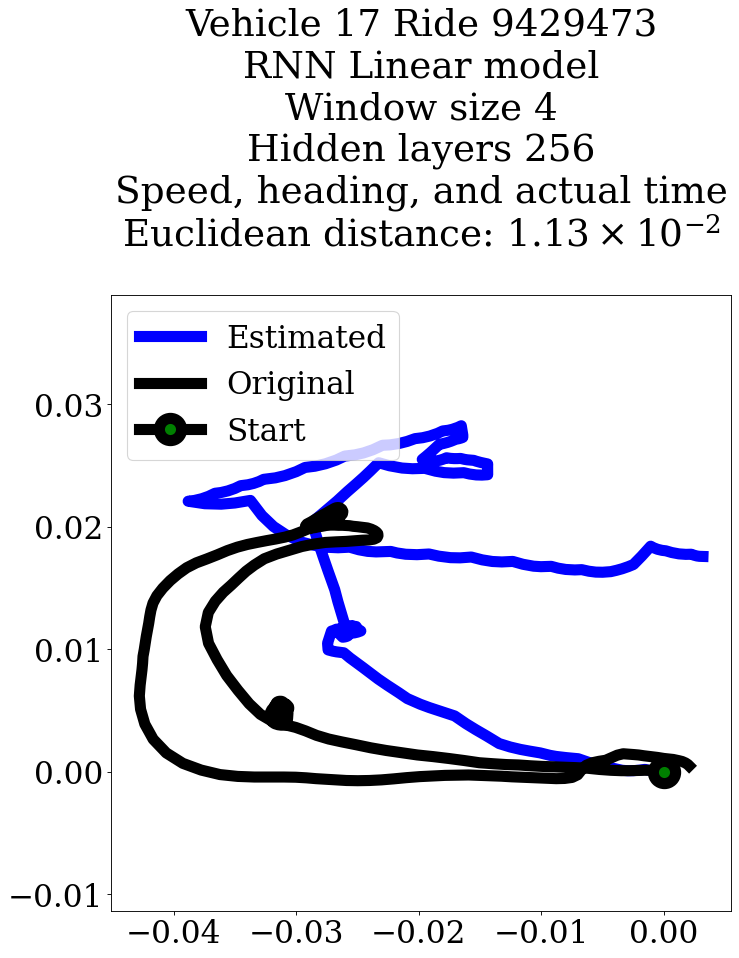 Vehicle 17 Ride 9429473
RNN Linear model
Window size 4
Hidden layers 256
Speed, heading, and actual time
Euclidean distance: 1.13 × 10⁻²
Estimated
Original
Start
0.03
0.02
0.01
0.00
−0.01
−0.04 −0.03 −0.02 −0.01 0.00